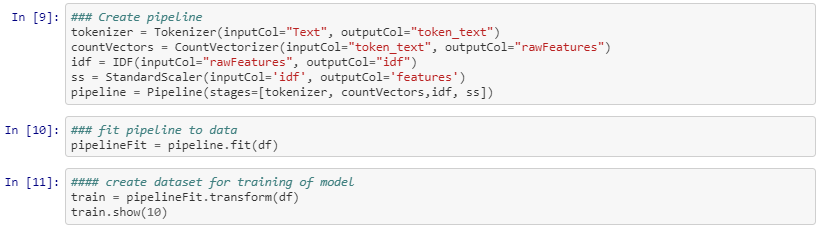 In [9]: ### Create pipeline
tokenizer = Tokenizer(inputCol="Text", outputCol="token_text")
countVectors = CountVectorizer(inputCol="token_text", outputCol="rawFeatures")
idf = IDF(inputCol="rawFeatures", outputCol="idf")
ss = StandardScaler(inputCol='idf', outputCol='features')
pipeline = Pipeline(stages=[tokenizer, countVectors,idf, ss])
In [10]: ### fit pipeline to data
pipelineFit = pipeline.fit(df)
In [11]: #### create dataset for training of model
train = pipelineFit.transform(df)
train.show(10)